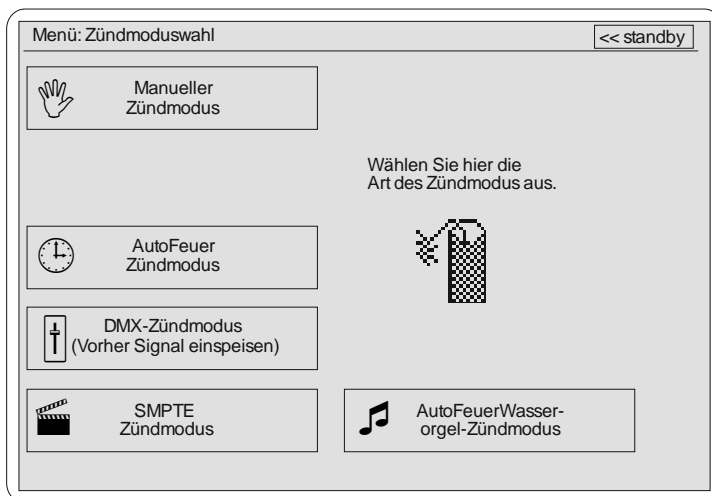 Menü: Zündmoduswahl
<< standby
Manueller
Zündmodus
Wählen Sie hier die
Art des Zündmodus aus.
AutoFeuer
Zündmodus
DMX-Zündmodus
(Vorher Signal einspeisen)
SMPTE
Zündmodus
AutoFeuerWasser-
orgel-Zündmodus